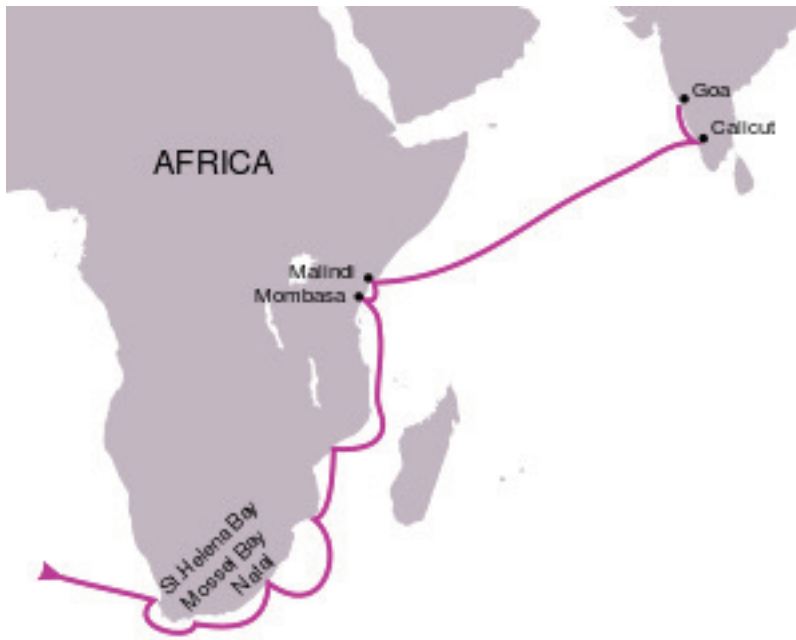 Goa
Calicut
AFRICA
Malindi
Mombasa
St.Helena Bay
Mossel Bay
Natal